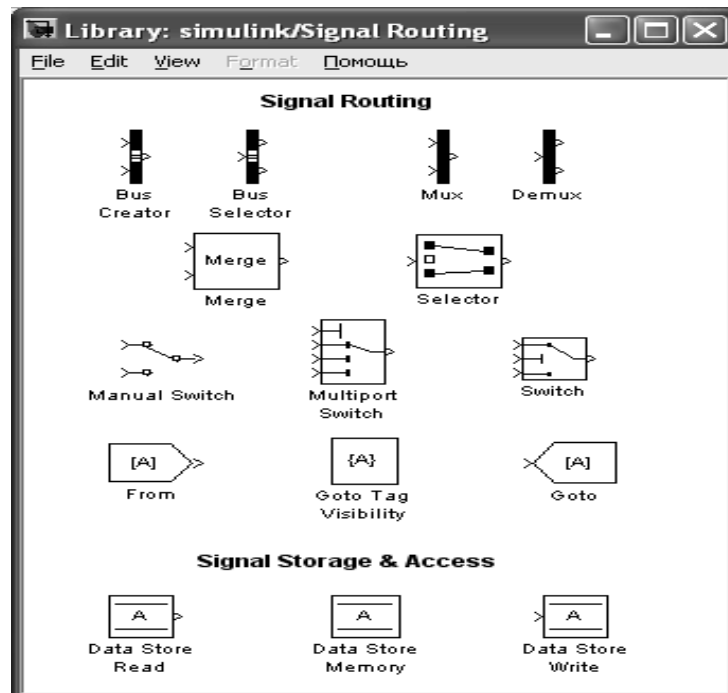 Library: simulink/Signal Routing
File Edit View Format Помощь
Signal Routing
Bus Creator
Bus Selector
Mux
Demux
Merge
Merge
Selector
Manual Switch
Multiport Switch
Switch
[A]
From
{A}
Goto Tag Visibility
[A]
Goto
Signal Storage & Access
A
Data Store Read
A
Data Store Memory
A
Data Store Write